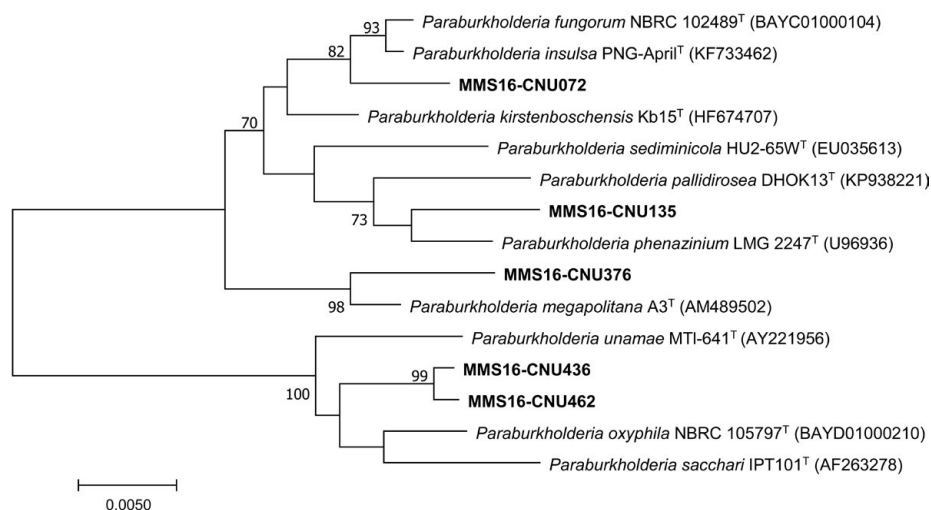 93
Paraburkholderia fungorum NBRC 102489T (BAYC01000104)
82
Paraburkholderia insulsa PNG-AprilT (KF733462)
MMS16-CNU072
Paraburkholderia kirstenboschensis Kb15T (HF674707)
70
Paraburkholderia sediminicola HU2-65WT (EU035613)
Paraburkholderia pallidirosea DHOK13T (KP938221)
73
MMS16-CNU135
Paraburkholderia phenazinium LMG 2247T (U96936)
MMS16-CNU376
98
Paraburkholderia megapolitana A3T (AM489502)
Paraburkholderia unamae MTI-641T (AY221956)
100
99
MMS16-CNU436
MMS16-CNU462
Paraburkholderia oxyphila NBRC 105797T (BAYD01000210)
Paraburkholderia sacchari IPT101T (AF263278)
0.0050